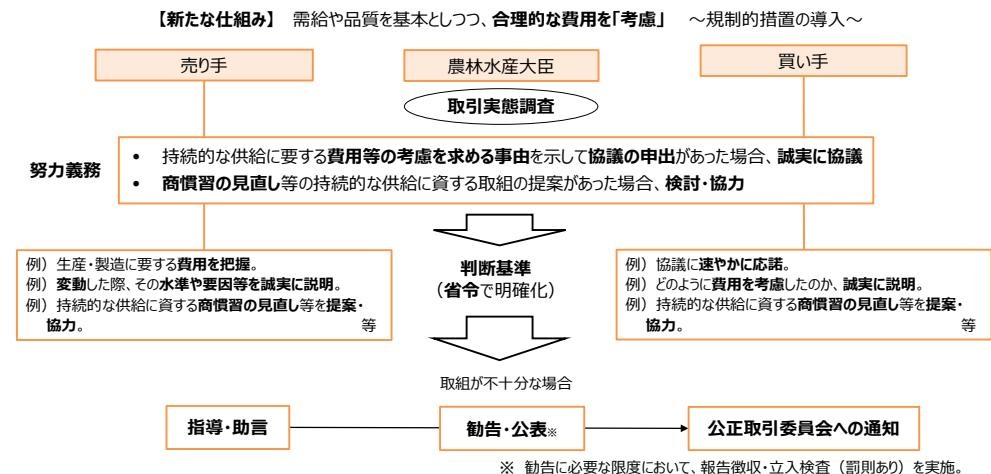 【新たな仕組み】 需給や品質を基本としつつ、合理的な費用を「考慮」 ～規制的措置の導入～
売り手
農林水産大臣
買い手
取引実態調査
努力義務
• 持続的な供給に要する費用等の考慮を求める事由を示して協議の申出があった場合、誠実に協議
• 商慣習の見直し等の持続的な供給に資する取組の提案があった場合、検討・協力
例） 生産・製造に要する費用を把握。
例） 変動した際、その水準や要因等を誠実に説明。
例） 持続的な供給に資する商慣習の見直し等を提案・
協力。 等
判断基準
（省令で明確化）
例） 協議に速やかに応諾。
例） どのように費用を考慮したのか、誠実に説明。
例） 持続的な供給に資する商慣習の見直し等を提案・
協力。 等
取組が不十分な場合
指導・助言
勧告・公表※
公正取引委員会への通知
※ 勧告に必要な限度において、報告徴収・立入検査（罰則あり）を実施。